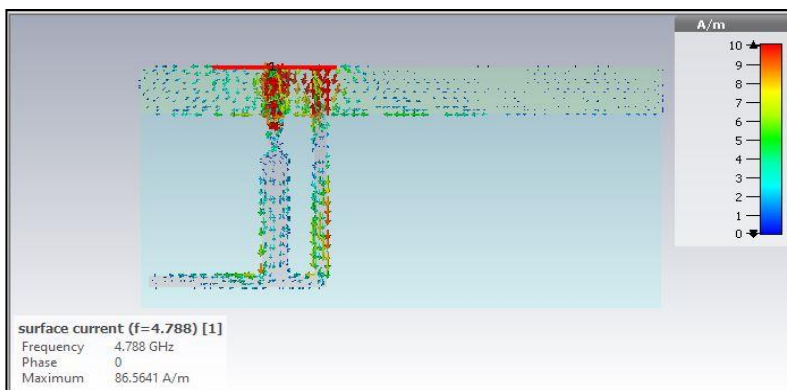 A/m
10
9
8
7
6
5
4
3
2
1
0
surface current (f=4.788) [1]
Frequency 4.788 GHz
Phase 0
Maximum 86.5641 A/m